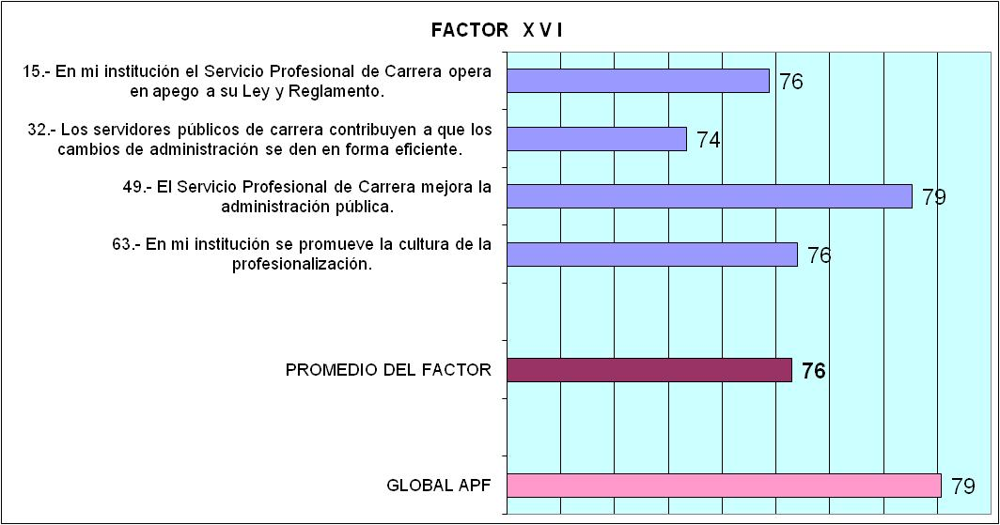 FACTOR X V I
15.- En mi institución el Servicio Profesional de Carrera opera
en apego a su Ley y Reglamento.
76
32.- Los servidores públicos de carrera contribuyen a que los
cambios de administración se den en forma eficiente.
74
49.- El Servicio Profesional de Carrera mejora la
administración pública.
79
63.- En mi institución se promueve la cultura de la
profesionalización.
76
PROMEDIO DEL FACTOR
76
GLOBAL APF
79